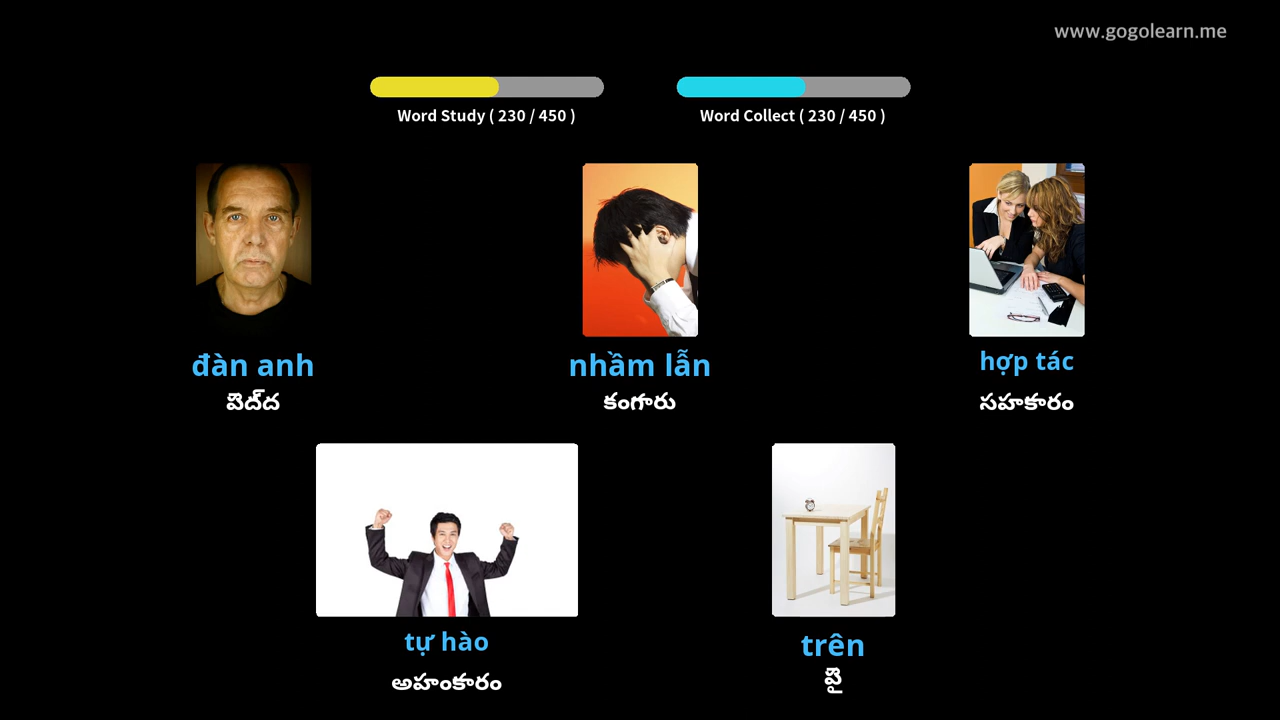 www.gogolearn.me
Word Study ( 230 / 450 )
Word Collect ( 230 / 450 )
đàn anh
nhầm lẫn
hợp tác
పెద్ద
కంగారు
సహకారం
tự hào
trên
అహంకారం
పై